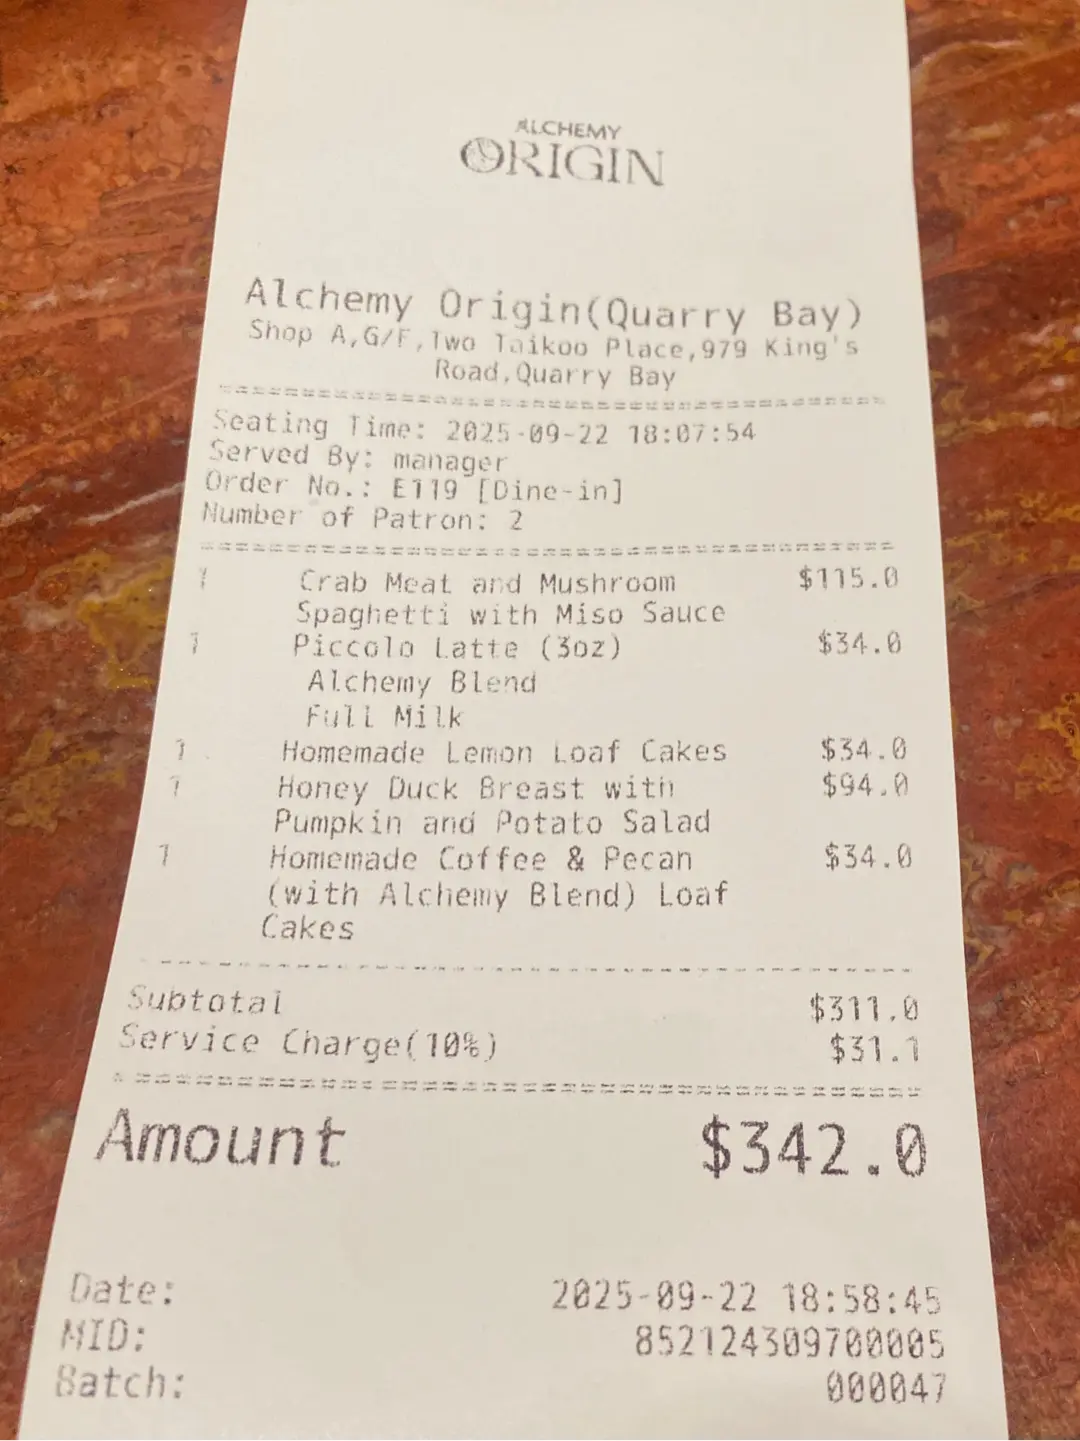 ALCHEMY
ORIGIN
Alchemy Origin(Quarry Bay)
Shop A,G/F,Two Taikoo Place,979 King's
Road,Quarry Bay
Seating Time: 2025-09-22 18:07:54
Served By: manager
Order No.: E119 [Dine-in]
Number of Patron: 2
1 Crab Meat and Mushroom $115.0
Spaghetti with Miso Sauce
1 Piccolo Latte (3oz) $34.0
Alchemy Blend
Full Milk
1 Homemade Lemon Loaf Cakes $34.0
1 Honey Duck Breast with $94.0
Pumpkin and Potato Salad
1 Homemade Coffee & Pecan $34.0
(with Alchemy Blend) Loaf
Cakes
Subtotal $311.0
Service Charge(10%) $31.1
Amount $342.0
Date: 2025-09-22 18:58:45
MID: 852124309700005
Batch: 000047